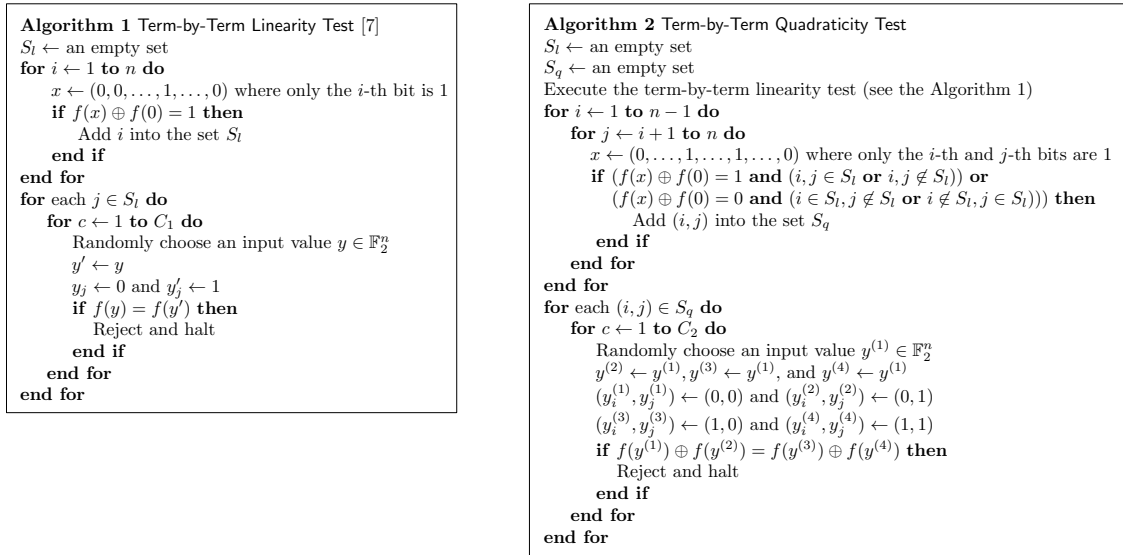 Algorithm 1 Term-by-Term Linearity Test [7]
S_l ← an empty set
for i ← 1 to n do
x ← (0, 0, . . . , 1, . . . , 0) where only the i-th bit is 1
if f(x) ⊕ f(0) = 1 then
Add i into the set S_l
end if
end for
for each j ∈ S_l do
for c ← 1 to C_1 do
Randomly choose an input value y ∈ 𝔽_2^n
y′ ← y
y_j ← 0 and y′_j ← 1
if f(y) = f(y′) then
Reject and halt
end if
end for
end for
Algorithm 2 Term-by-Term Quadraticity Test
S_l ← an empty set
S_q ← an empty set
Execute the term-by-term linearity test (see the Algorithm 1)
for i ← 1 to n − 1 do
for j ← i + 1 to n do
x ← (0, . . . , 1, . . . , 1, . . . , 0) where only the i-th and j-th bits are 1
if (f(x) ⊕ f(0) = 1 and (i, j ∈ S_l or i, j ∉ S_l)) or
(f(x) ⊕ f(0) = 0 and (i ∈ S_l, j ∉ S_l or i ∉ S_l, j ∈ S_l))) then
Add (i, j) into the set S_q
end if
end for
end for
for each (i, j) ∈ S_q do
for c ← 1 to C_2 do
Randomly choose an input value y^(1) ∈ 𝔽_2^n
y^(2) ← y^(1), y^(3) ← y^(1), and y^(4) ← y^(1)
(y_i^(1), y_j^(1)) ← (0, 0) and (y_i^(2), y_j^(2)) ← (0, 1)
(y_i^(3), y_j^(3)) ← (1, 0) and (y_i^(4), y_j^(4)) ← (1, 1)
if f(y^(1)) ⊕ f(y^(2)) = f(y^(3)) ⊕ f(y^(4)) then
Reject and halt
end if
end for
end for